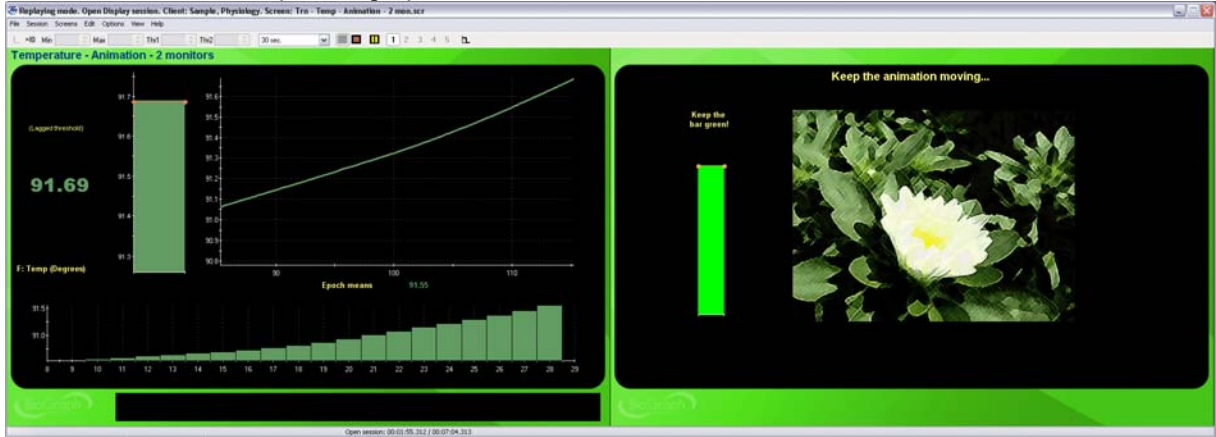 Replaying mode. Open Display session. Client: Sample, Physiology. Screen: Trn - Temp - Animation - 2 mon.scr
File Session Screens Edit Options View Help
Min Max Thr1 Thr2 30 sec. 1 2 3 4 5
Temperature - Animation - 2 monitors
(Lagged threshold)
91.69
F: Temp (Degrees)
91.7
91.6
91.5
91.4
91.3
91.6
91.5
91.4
91.3
91.2
91.1
91.0
90.9
90.8
90 100 110
Epoch means 91.55
91.5
91.0
8 9 10 11 12 13 14 15 16 17 18 19 20 21 22 23 24 25 26 27 28 29
BioGraph
Keep the animation moving...
Keep the
bar green!
BioGraph
Open session: 00:01:55.312 / 00:07:04.313